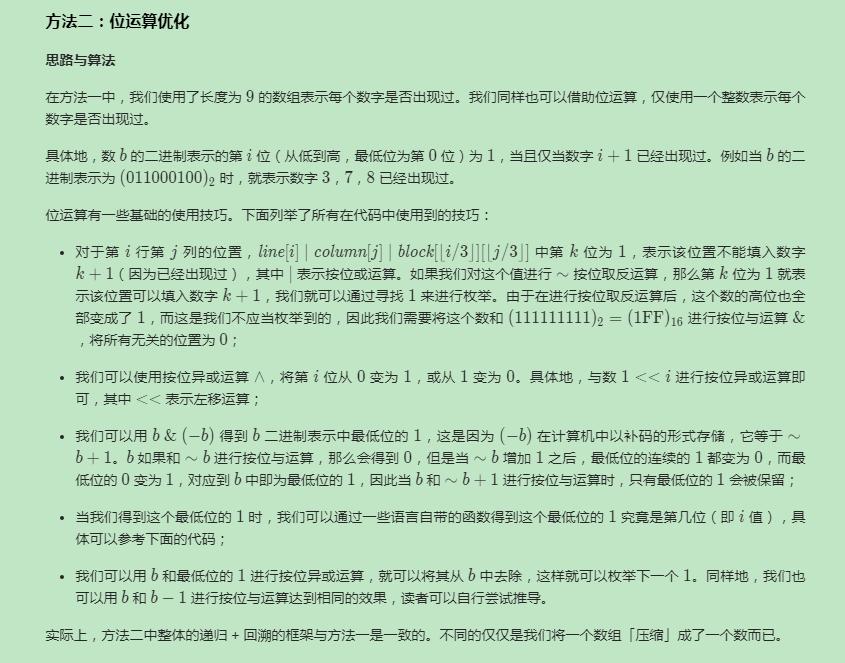 方法二：位运算优化
思路与算法
在方法一中，我们使用了长度为 9 的数组表示每个数字是否出现过。我们同样也可以借助位运算，仅使用一个整数表示每个
数字是否出现过。
具体地，数 b 的二进制表示的第 i 位（从低到高，最低位为第 0 位）为 1，当且仅当数字 i + 1 已经出现过。例如当 b 的二
进制表示为 (011000100)₂ 时，就表示数字 3，7，8 已经出现过。
位运算有一些基础的使用技巧。下面列举了所有在代码中使用到的技巧：
• 对于第 i 行第 j 列的位置，line[i] | column[j] | block[⌊i/3⌋][⌊j/3⌋] 中第 k 位为 1，表示该位置不能填入数字
k + 1（因为已经出现过），其中 | 表示按位或运算。如果我们对这个值进行 ∼ 按位取反运算，那么第 k 位为 1 就表
示该位置可以填入数字 k + 1，我们就可以通过寻找 1 来进行枚举。由于在进行按位取反运算后，这个数的高位也全
部变成了 1，而这是我们不应当枚举到的，因此我们需要将这个数和 (111111111)₂ = (1FF)₁₆ 进行按位与运算 &
，将所有无关的位置为 0；
• 我们可以使用按位异或运算 ∧，将第 i 位从 0 变为 1，或从 1 变为 0。具体地，与数 1 << i 进行按位异或运算即
可，其中 << 表示左移运算；
• 我们可以用 b & (−b) 得到 b 二进制表示中最低位的 1，这是因为 (−b) 在计算机中以补码的形式存储，它等于 ∼
b + 1。b 如果和 ∼ b 进行按位与运算，那么会得到 0，但是当 ∼ b 增加 1 之后，最低位的连续的 1 都变为 0，而最
低位的 0 变为 1，对应到 b 中即为最低位的 1，因此当 b 和 ∼ b + 1 进行按位与运算时，只有最低位的 1 会被保留；
• 当我们得到这个最低位的 1 时，我们可以通过一些语言自带的函数得到这个最低位的 1 究竟是第几位（即 i 值），具
体可以参考下面的代码；
• 我们可以用 b 和最低位的 1 进行按位异或运算，就可以将其从 b 中去除，这样就可以枚举下一个 1。同样地，我们也
可以用 b 和 b − 1 进行按位与运算达到相同的效果，读者可以自行尝试推导。
实际上，方法二中整体的递归 + 回溯的框架与方法一是一致的。不同的仅仅是我们将一个数组「压缩」成了一个数而已。